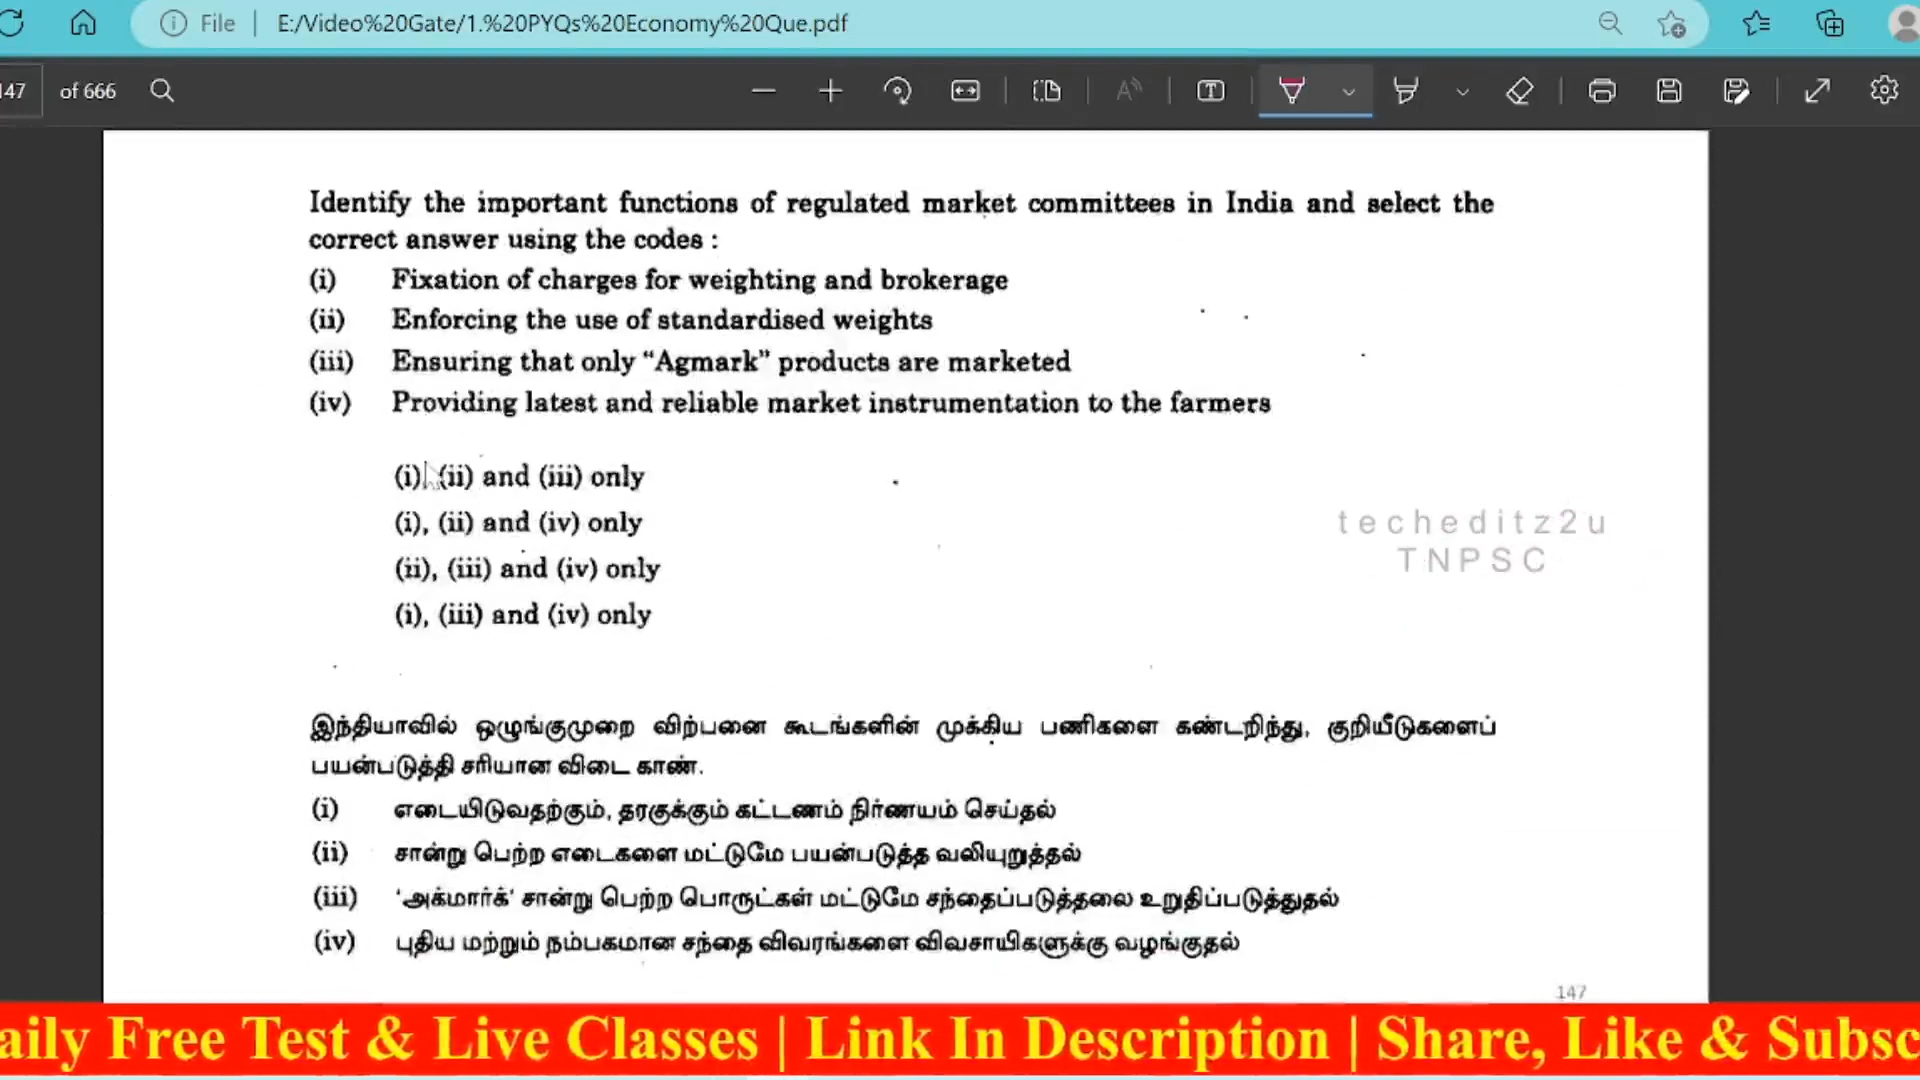 File | E:/Video%20Gate/1.%20PYQs%20Economy%20Que.pdf
147 of 666
Identify the important functions of regulated market committees in India and select the
correct answer using the codes :
(i) Fixation of charges for weighting and brokerage
(ii) Enforcing the use of standardised weights
(iii) Ensuring that only “Agmark” products are marketed
(iv) Providing latest and reliable market instrumentation to the farmers
(i), (ii) and (iii) only
(i), (ii) and (iv) only
(ii), (iii) and (iv) only
(i), (iii) and (iv) only
techeditz2u
TNPSC
இந்தியாவில் ஒழுங்குமுறை விற்பனை கூடங்களின் முக்கிய பணிகளை கண்டறிந்து, குறியீடுகளைப்
பயன்படுத்தி சரியான விடை காண்.
(i) எடையிடுவதற்கும், தரகுக்கும் கட்டணம் நிர்ணயம் செய்தல்
(ii) சான்று பெற்ற எடைகளை மட்டுமே பயன்படுத்த வலியுறுத்தல்
(iii) ‘அக்மார்க்’ சான்று பெற்ற பொருட்கள் மட்டுமே சந்தைப்படுத்தலை உறுதிப்படுத்துதல்
(iv) புதிய மற்றும் நம்பகமான சந்தை விவரங்களை விவசாயிகளுக்கு வழங்குதல்
147
aily Free Test & Live Classes | Link In Description | Share, Like & Subsc